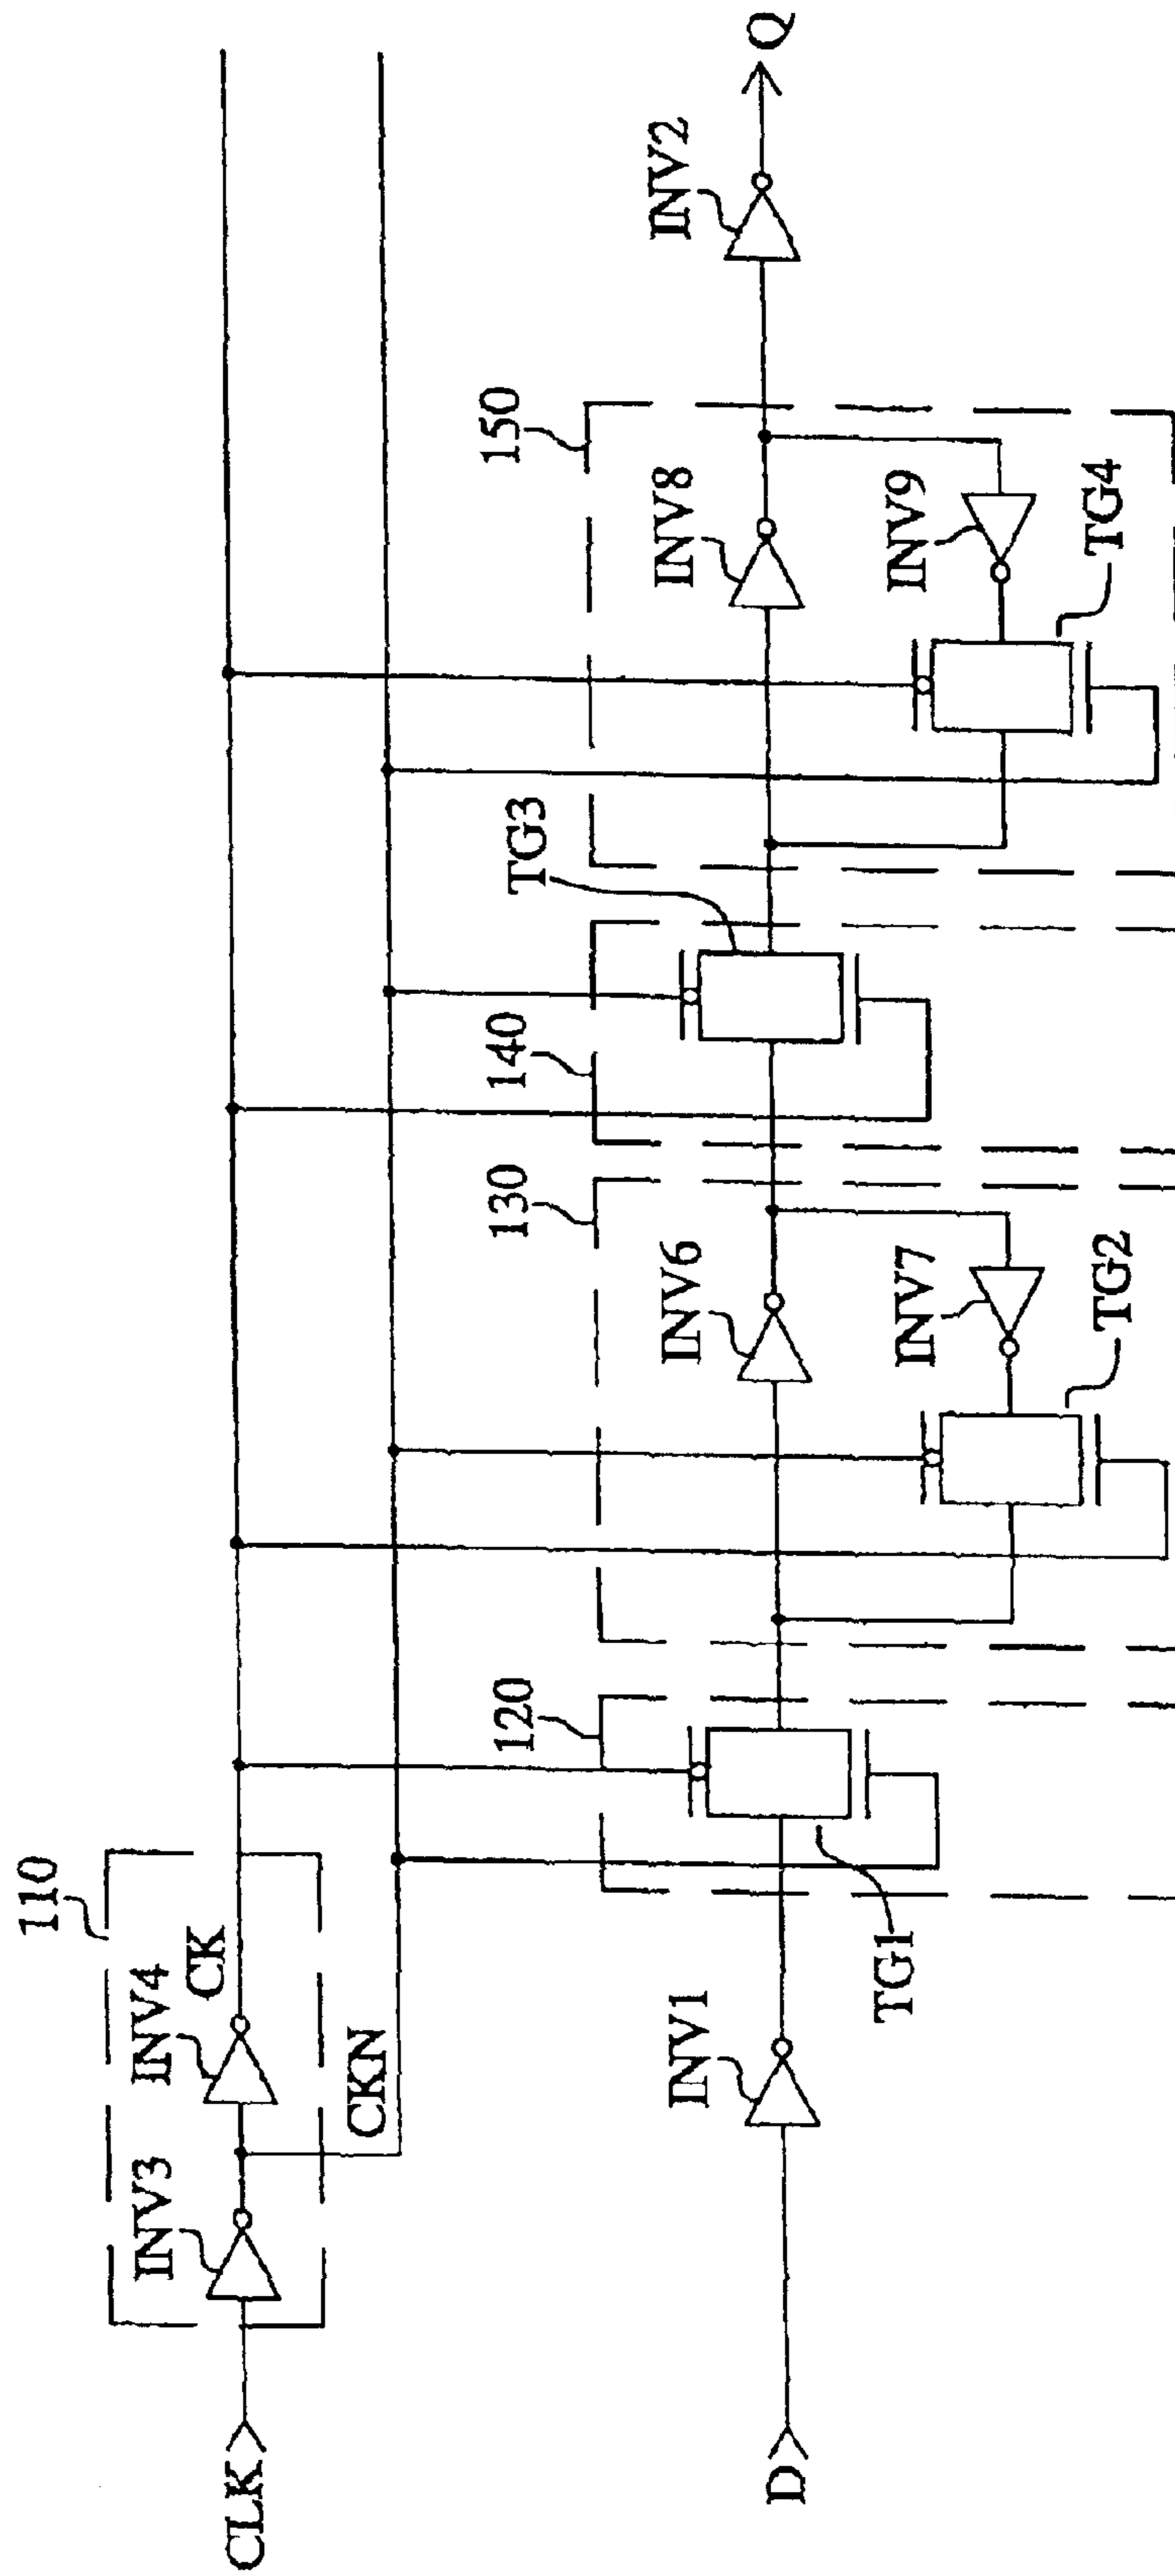 110
INV3
INV4
CK
CLK
CKN
120
130
140
150
TG3
INV1
INV6
INV8
INV2
D
Q
TG1
INV7
INV9
TG2
TG4